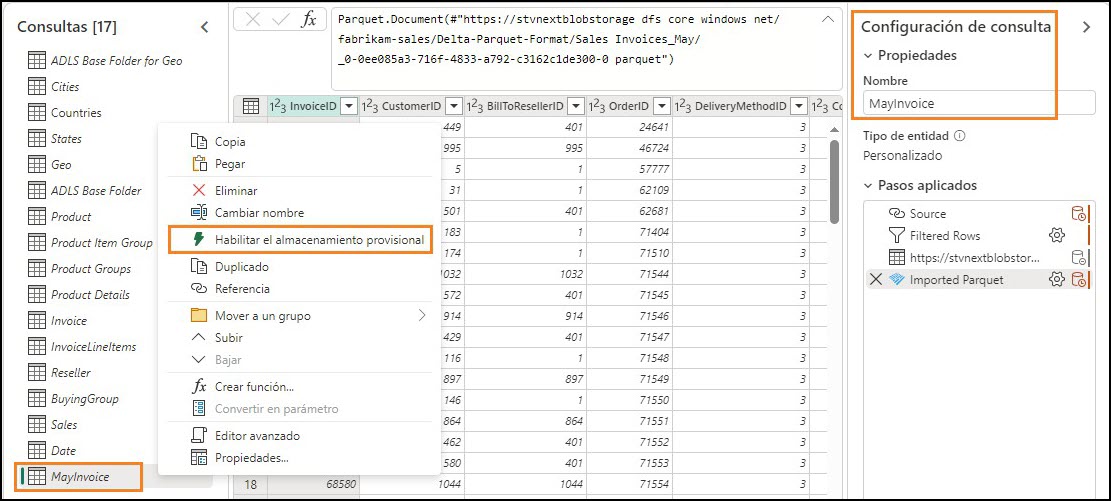 Consultas [17]
ADLS Base Folder for Geo
Cities
Countries
States
Geo
ADLS Base Folder
Product
Product Item Group
Product Groups
Product Details
Invoice
InvoiceLineItems
Reseller
BuyingGroup
Sales
Date
MayInvoice
Copia
Pegar
Eliminar
Cambiar nombre
Habilitar el almacenamiento provisional
Duplicado
Referencia
Mover a un grupo
Subir
Bajar
Crear función...
Convertir en parámetro
Editor avanzado
Propiedades...
fx
Parquet.Document(#"https://stvnextblobstorage dfs core windows net/
fabrikam-sales/Delta-Parquet-Format/Sales Invoices_May/
_0-0ee085a3-716f-4833-a792-c3162c1de300-0 parquet")
InvoiceID CustomerID BillToResellerID OrderID DeliveryMethodID Co
449 401 24641 3
995 995 46724 3
5 1 57777 3
31 1 62109 3
501 401 62681 3
183 1 71404 3
174 1 71510 3
1032 1032 71544 3
572 401 71545 3
914 914 71546 3
429 401 71547 3
116 1 71548 3
897 897 71549 3
146 1 71550 3
864 864 71551 3
462 401 71552 3
580 401 71553 3
18 68580 1044 1044 71554 3
Configuración de consulta
Propiedades
Nombre
MayInvoice
Tipo de entidad
Personalizado
Pasos aplicados
Source
Filtered Rows
https://stvnextblobstor...
Imported Parquet